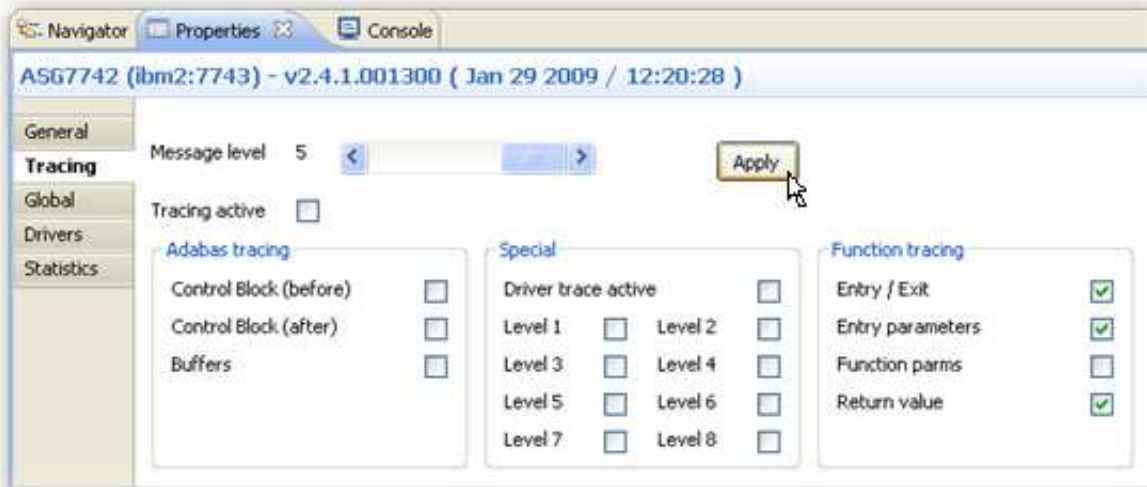 Navigator Properties Console
ASG7742 (ibm2:7743) - v2.4.1.001300 ( Jan 29 2009 / 12:20:28 )
General
Tracing
Global
Drivers
Statistics
Message level 5
Apply
Tracing active
Adabas tracing
Control Block (before)
Control Block (after)
Buffers
Special
Driver trace active
Level 1 Level 2
Level 3 Level 4
Level 5 Level 6
Level 7 Level 8
Function tracing
Entry / Exit
Entry parameters
Function parms
Return value